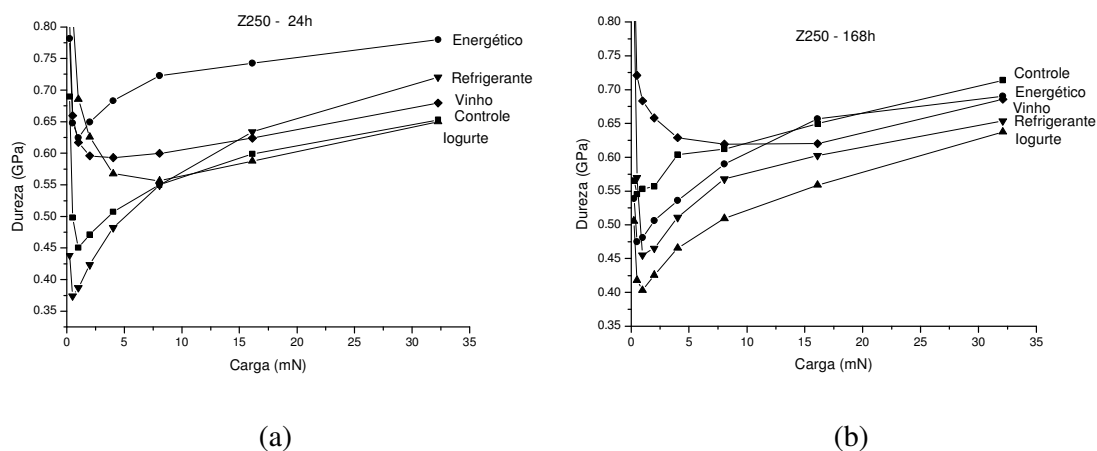 Z250 - 24h
0.80
0.75
0.70
0.65
0.60
0.55
0.50
0.45
0.40
0.35
Dureza (GPa)
0
5
10
15
20
25
30
35
Carga (mN)
Energético
Refrigerante
Vinho
Controle
Iogurte
(a)
Z250 - 168h
0.80
0.75
0.70
0.65
0.60
0.55
0.50
0.45
0.40
0.35
Dureza (GPa)
0
5
10
15
20
25
30
35
Carga (mN)
Controle
Energético
Vinho
Refrigerante
Iogurte
(b)